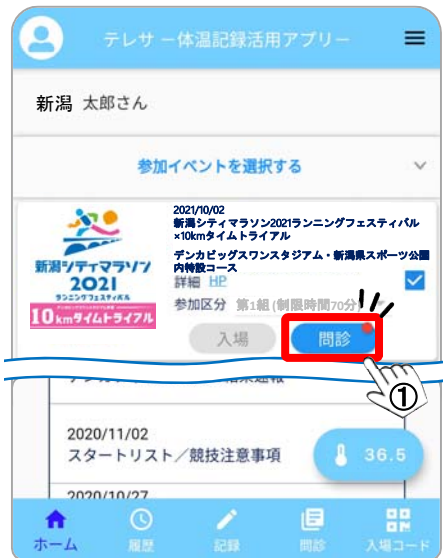 テレサ ー体温記録活用アプリー
新潟 太郎さん
参加イベントを選択する
新潟シティマラソン
2021
ランニングフェスティバル
10kmタイムトライアル
2021/10/02
新潟シティマラソン2021ランニングフェスティバル
×10kmタイムトライアル
デンカビッグスワンスタジアム・新潟県スポーツ公園
内特設コース
詳細 HP
参加区分 第1組 (制限時間70分)
入場
問診
①
2020/11/02
スタートリスト／競技注意事項
36.5
2020/10/27
ホーム
履歴
記録
問診
入場コード